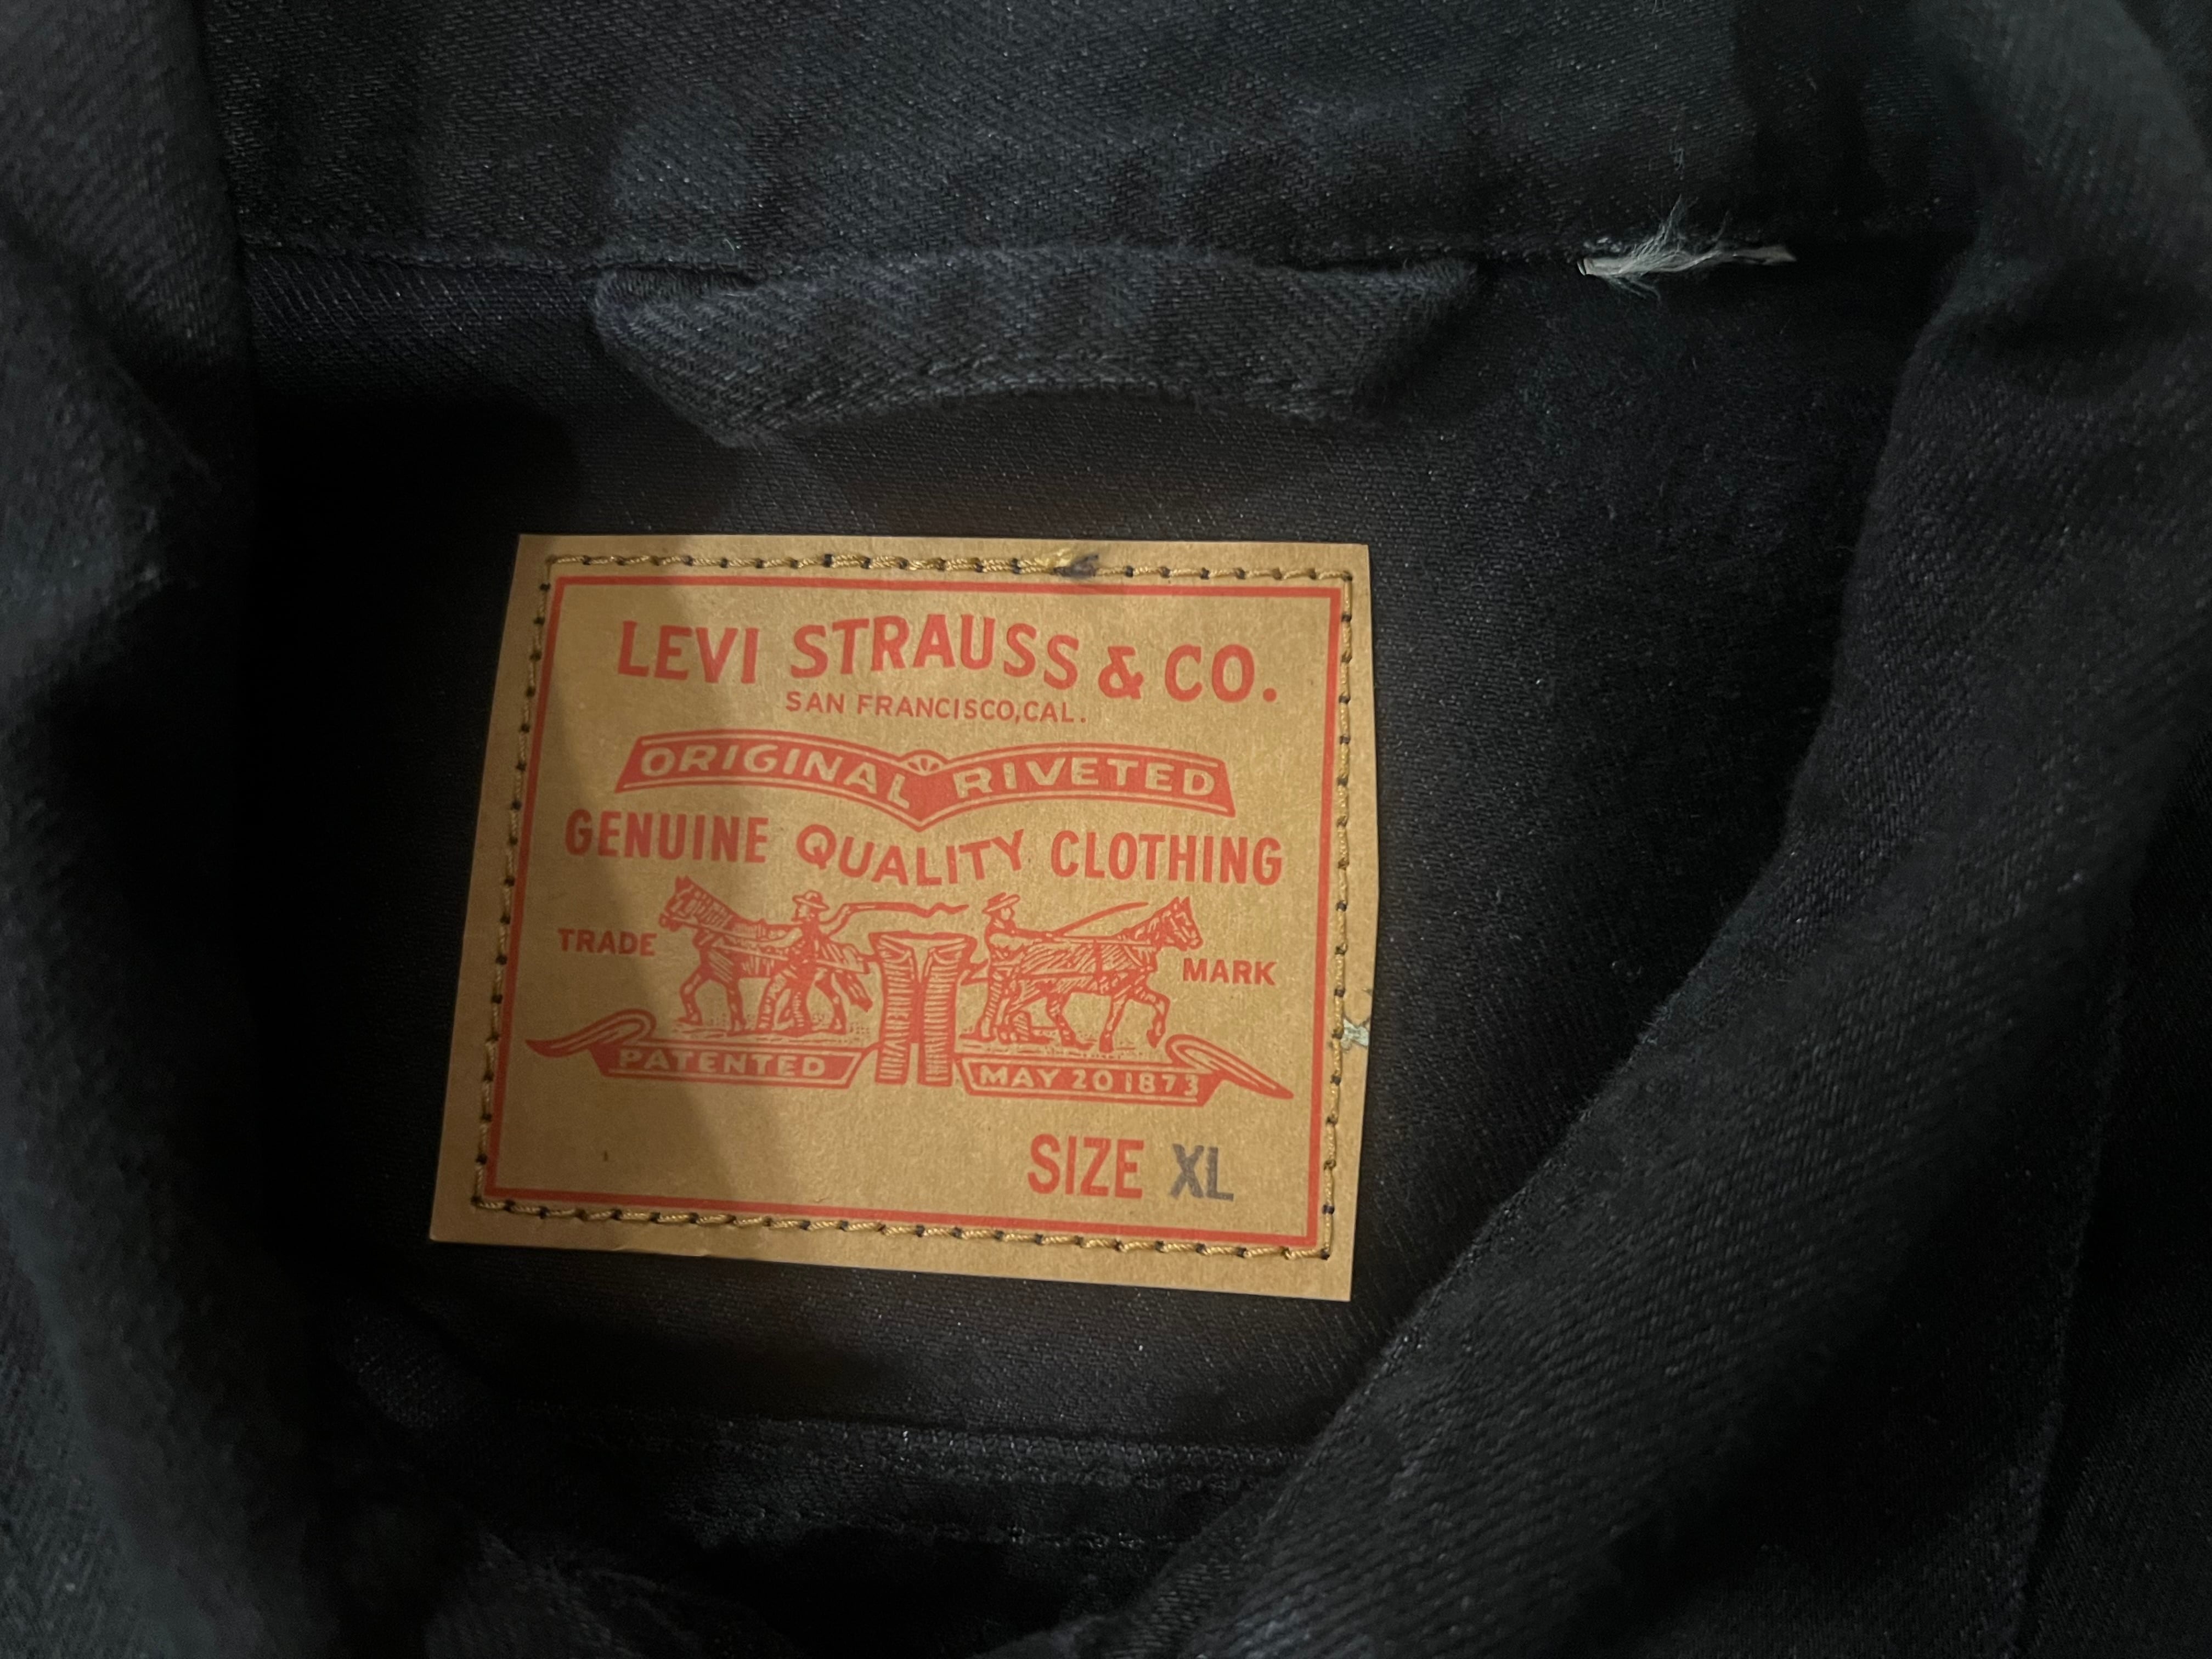 LEVI STRAUSS & CO.
SAN FRANCISCO,CAL.
ORIGINAL RIVETED
GENUINE QUALITY CLOTHING
TRADE MARK
PATENTED MAY 20 1873
SIZE XL